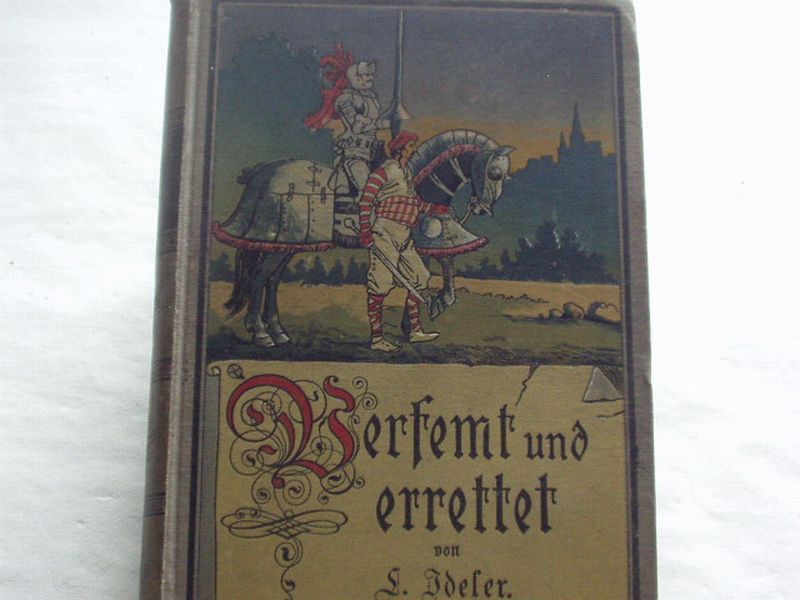 Verfemt und
errettet
von
L. Ideler.